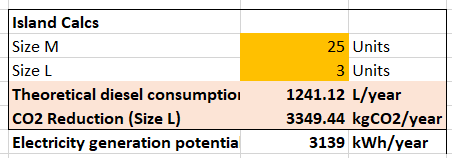 Island Calcs
Size M 25 Units
Size L 3 Units
Theoretical diesel consumption 1241.12 L/year
CO2 Reduction (Size L) 3349.44 kgCO2/year
Electricity generation potentia 3139 kWh/year